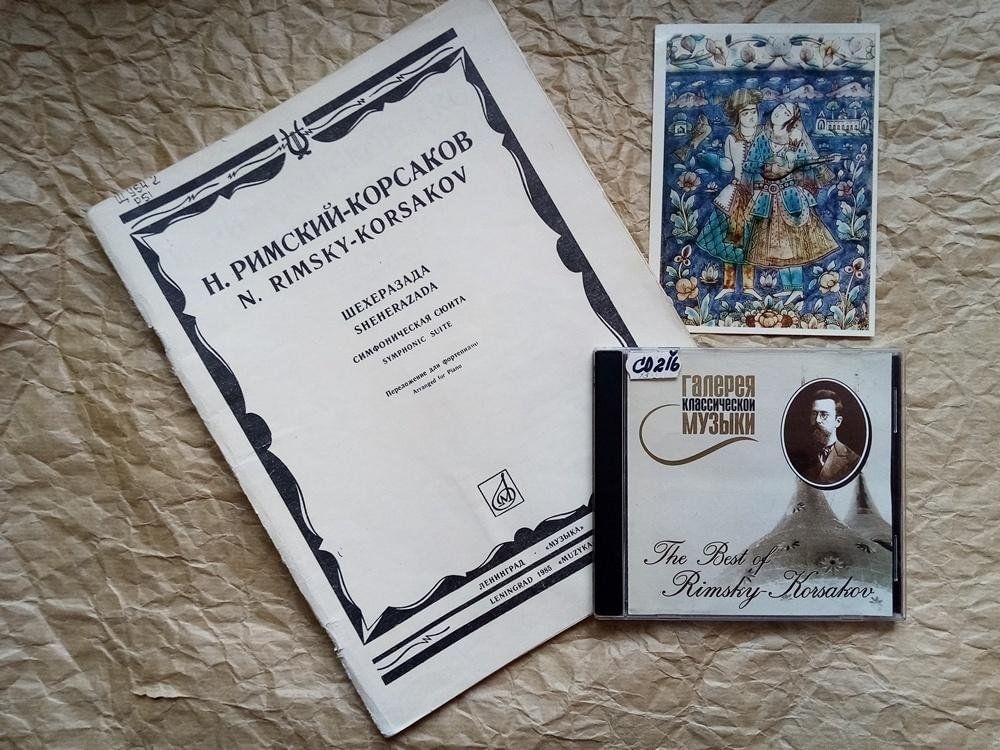 Н. РИМСКИЙ-КОРСАКОВ
N. RIMSKY-KORSAKOV
ШЕХЕРАЗАДА
SHEHERAZADA
СИМФОНИЧЕСКАЯ СЮИТА
SYMPHONIC SUITE
Переложение для фортепиано
Arranged for Piano
ЛЕНИНГРАД «МУЗЫКА»
LENINGRAD 1985 «MUZYKA
CD 216
ГАЛЕРЕЯ
КЛАССИЧЕСКОЙ
МУЗЫКИ
The Best of
Rimsky-Korsakov